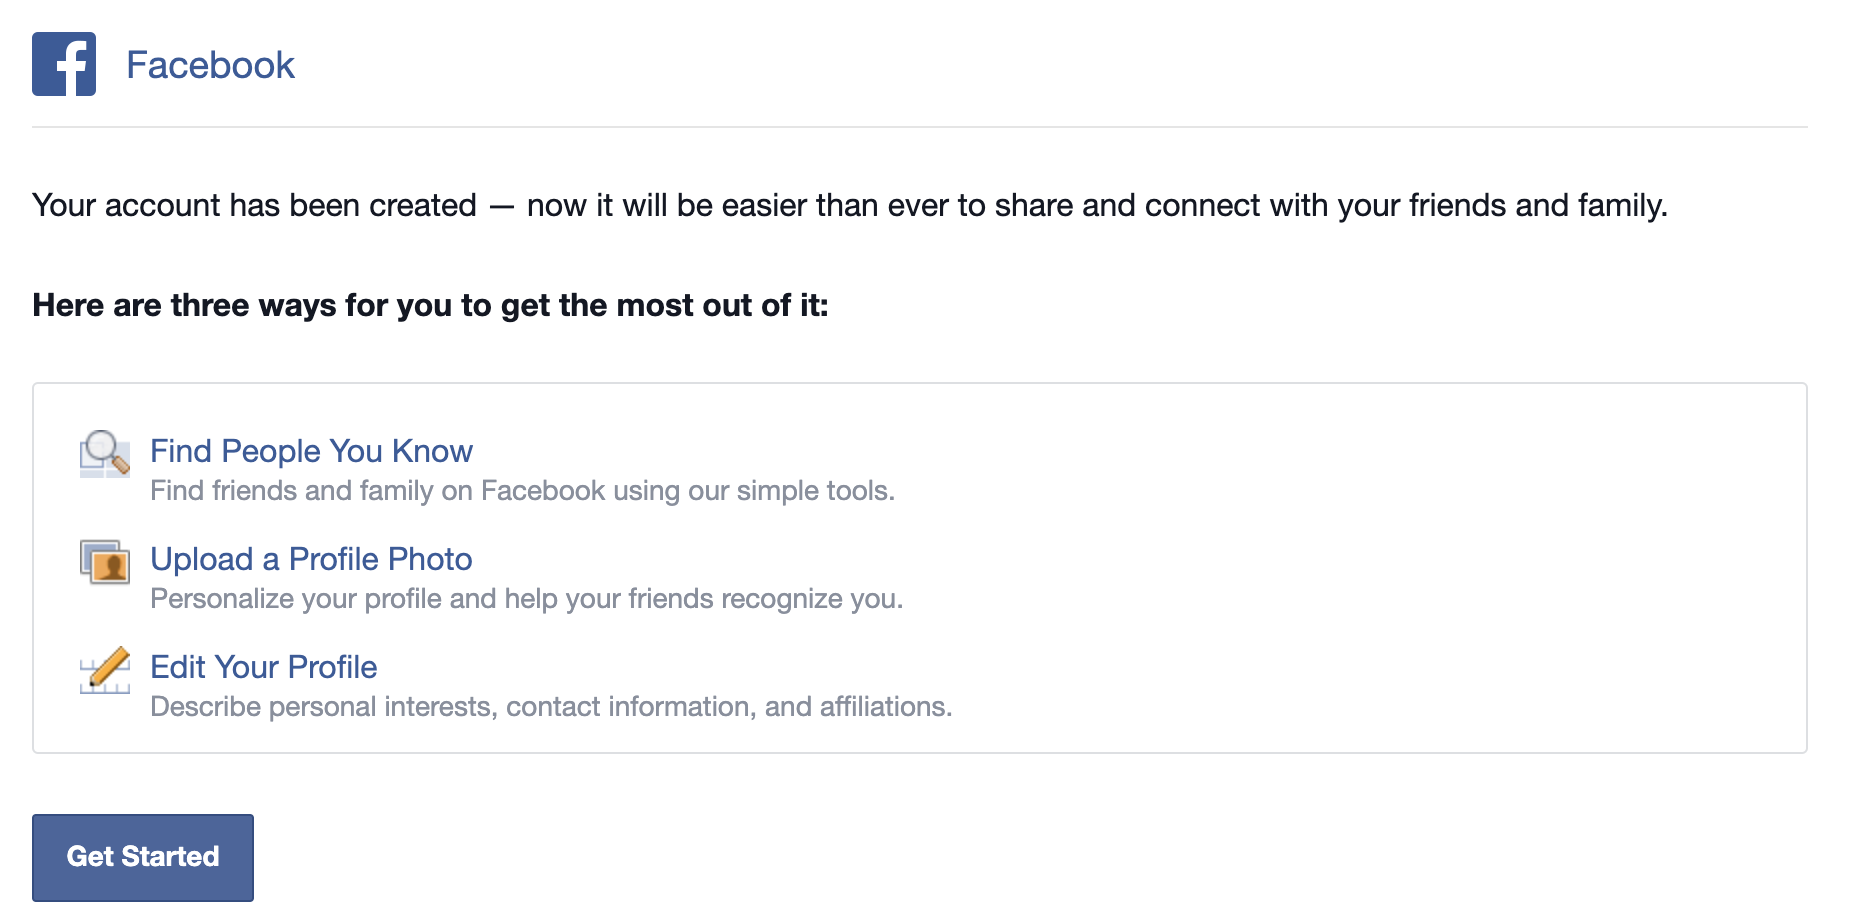 Facebook
Your account has been created — now it will be easier than ever to share and connect with your friends and family.
Here are three ways for you to get the most out of it:
Find People You Know
Find friends and family on Facebook using our simple tools.
Upload a Profile Photo
Personalize your profile and help your friends recognize you.
Edit Your Profile
Describe personal interests, contact information, and affiliations.
Get Started